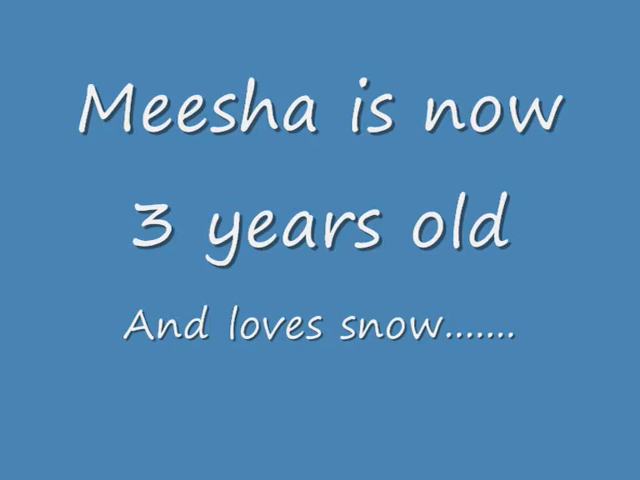 Meesha is now
3 years old
And loves snow.......